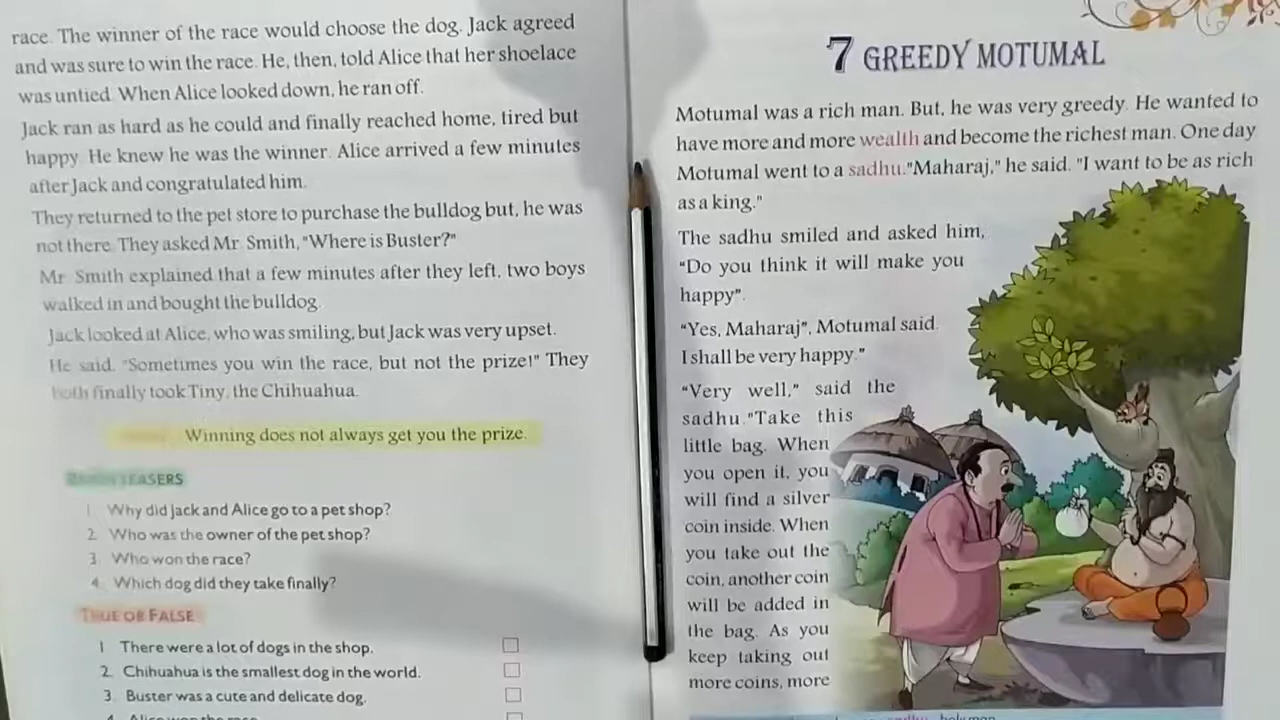 race. The winner of the race would choose the dog. Jack agreed
and was sure to win the race. He, then, told Alice that her shoelace
was untied. When Alice looked down, he ran off.
Jack ran as hard as he could and finally reached home, tired but
happy. He knew he was the winner. Alice arrived a few minutes
after Jack and congratulated him.
They returned to the pet store to purchase the bulldog but, he was
not there. They asked Mr. Smith, "Where is Buster?"
Mr. Smith explained that a few minutes after they left, two boys
walked in and bought the bulldog.
Jack looked at Alice, who was smiling, but Jack was very upset.
He said, "Sometimes you win the race, but not the prize!" They
both finally took Tiny, the Chihuahua.
Winning does not always get you the prize.
BRAIN TEASERS
1. Why did Jack and Alice go to a pet shop?
2. Who was the owner of the pet shop?
3. Who won the race?
4. Which dog did they take finally?
TRUE OR FALSE
1 There were a lot of dogs in the shop.
2. Chihuahua is the smallest dog in the world.
3. Buster was a cute and delicate dog.
4. Alice won the race.
7 GREEDY MOTUMAL
Motumal was a rich man. But, he was very greedy. He wanted to
have more and more wealth and become the richest man. One day
Motumal went to a sadhu."Maharaj," he said. "I want to be as rich
as a king."
The sadhu smiled and asked him,
"Do you think it will make you
happy".
"Yes, Maharaj", Motumal said.
I shall be very happy."
"Very well," said the
sadhu."Take this
little bag. When
you open it, you
will find a silver
coin inside. When
you take out the
coin, another coin
will be added in
the bag. As you
keep taking out
more coins, more
sadhu holy man